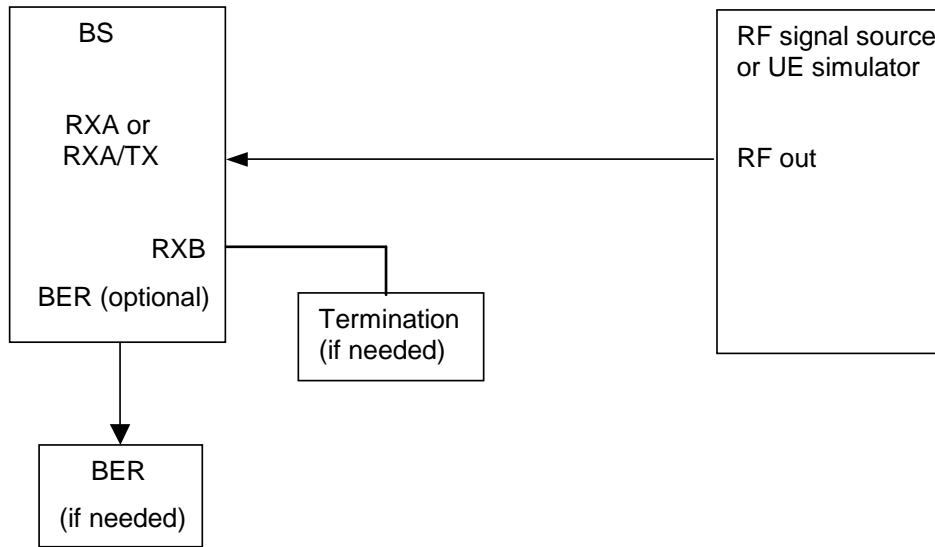 BS
RXA or
RXA/TX
RXB
BER (optional)
Termination
(if needed)
BER
(if needed)
RF signal source
or UE simulator
RF out